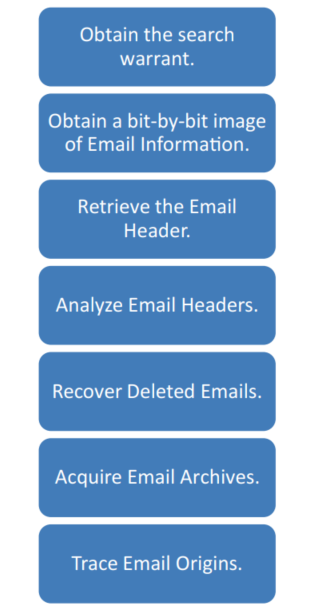 Obtain the search
warrant.
Obtain a bit-by-bit image
of Email Information.
Retrieve the Email
Header.
Analyze Email Headers.
Recover Deleted Emails.
Acquire Email Archives.
Trace Email Origins.